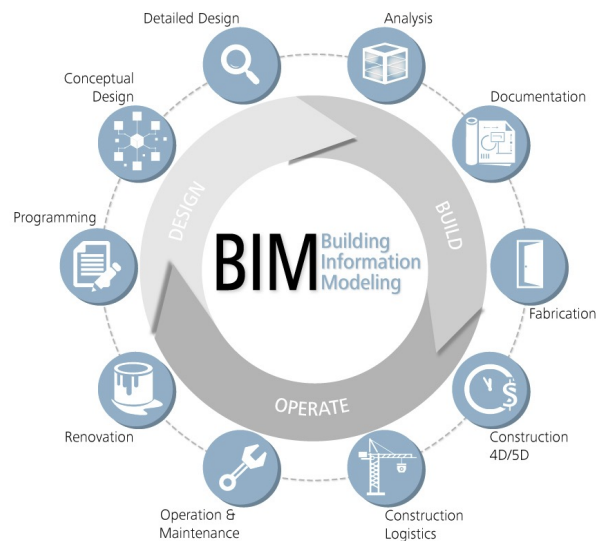 Detailed Design
Analysis
Conceptual
Design
Documentation
Programming
DESIGN
BUILD
BIM
Building
Information
Modeling
Fabrication
OPERATE
Renovation
Construction
4D/5D
Operation &
Maintenance
Construction
Logistics